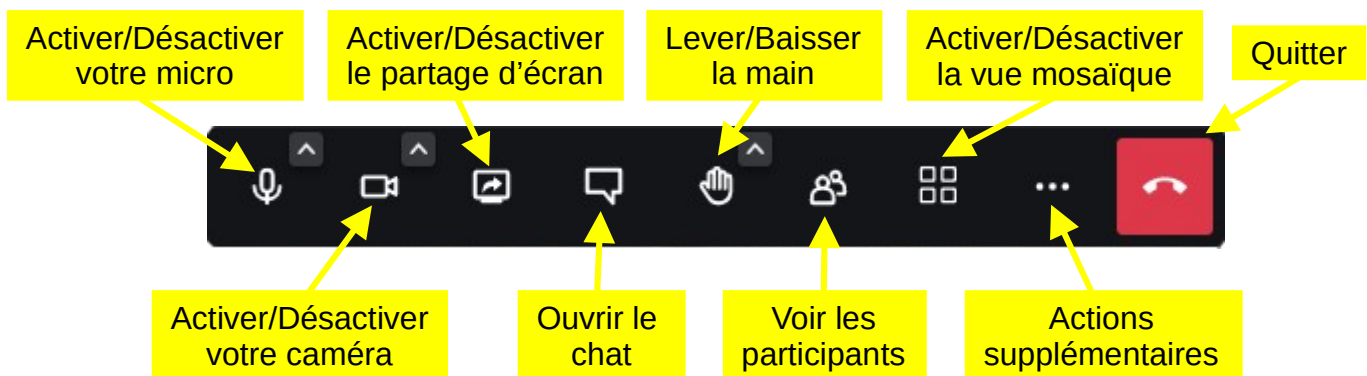 Activer/Désactiver
votre micro
Activer/Désactiver
le partage d’écran
Lever/Baisser
la main
Activer/Désactiver
la vue mosaïque
Quitter
Activer/Désactiver
votre caméra
Ouvrir le
chat
Voir les
participants
Actions
supplémentaires